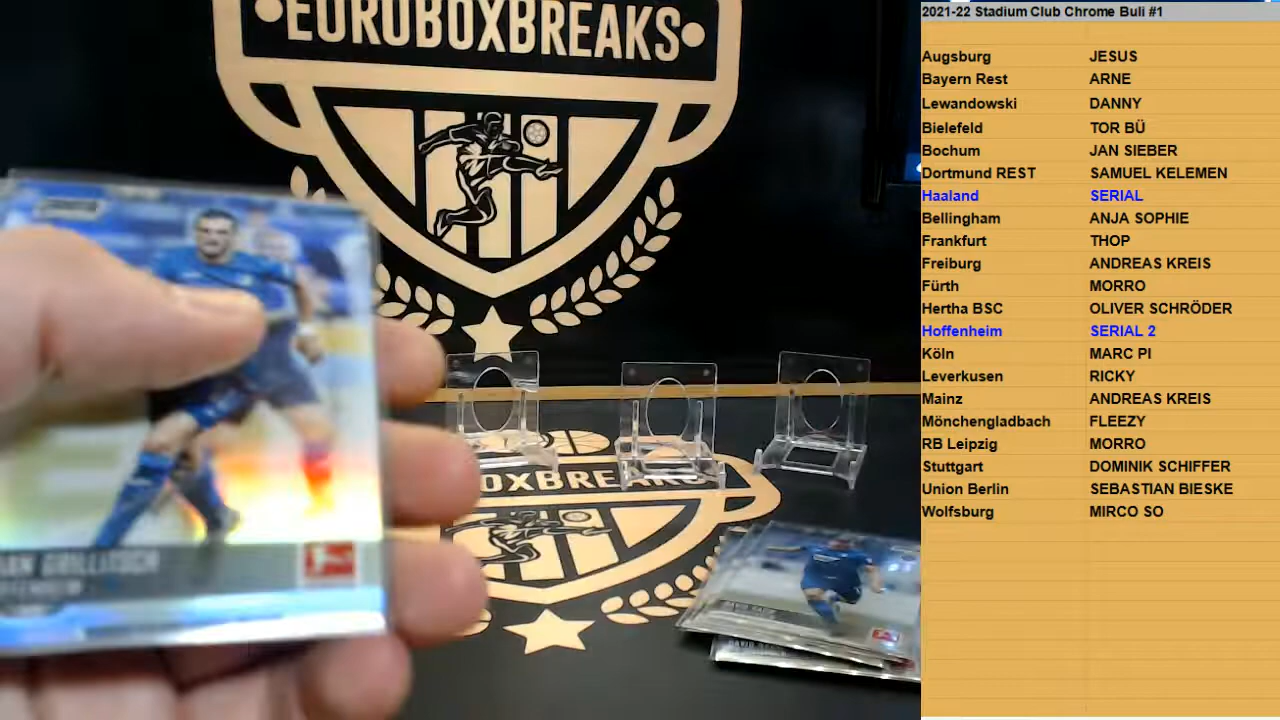 •EUROBOXBREAKS•
2021-22 Stadium Club Chrome Buli #1
Augsburg JESUS
Bayern Rest ARNE
Lewandowski DANNY
Bielefeld TOR BÜ
Bochum JAN SIEBER
Dortmund REST SAMUEL KELEMEN
Haaland SERIAL
Bellingham ANJA SOPHIE
Frankfurt THOP
Freiburg ANDREAS KREIS
Fürth MORRO
Hertha BSC OLIVER SCHRÖDER
Hoffenheim SERIAL 2
Köln MARC PI
Leverkusen RICKY
Mainz ANDREAS KREIS
Mönchengladbach FLEEZY
RB Leipzig MORRO
Stuttgart DOMINIK SCHIFFER
Union Berlin SEBASTIAN BIESKE
Wolfsburg MIRCO SO
OXBREAKS
GRILLITSCH
DAVID